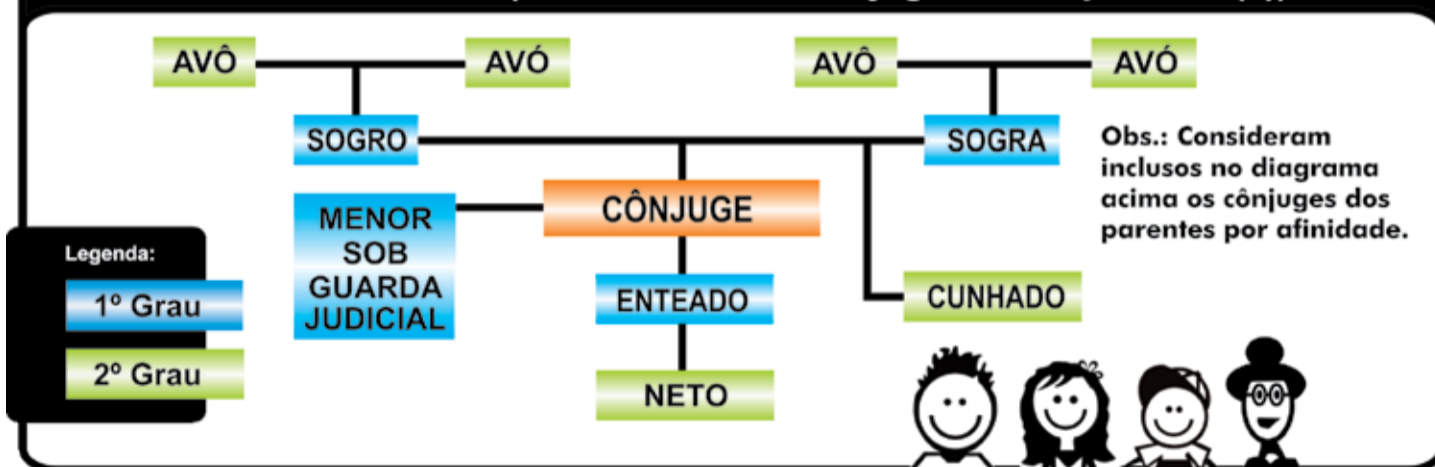 AVÔ AVÓ AVÔ AVÓ
SOGRO SOGRA
Obs.: Consideram
inclusos no diagrama
acima os cônjuges dos
parentes por afinidade.
MENOR
SOB
GUARDA
JUDICIAL
CÔNJUGE
Legenda:
1º Grau
2º Grau
ENTEADO
CUNHADO
NETO